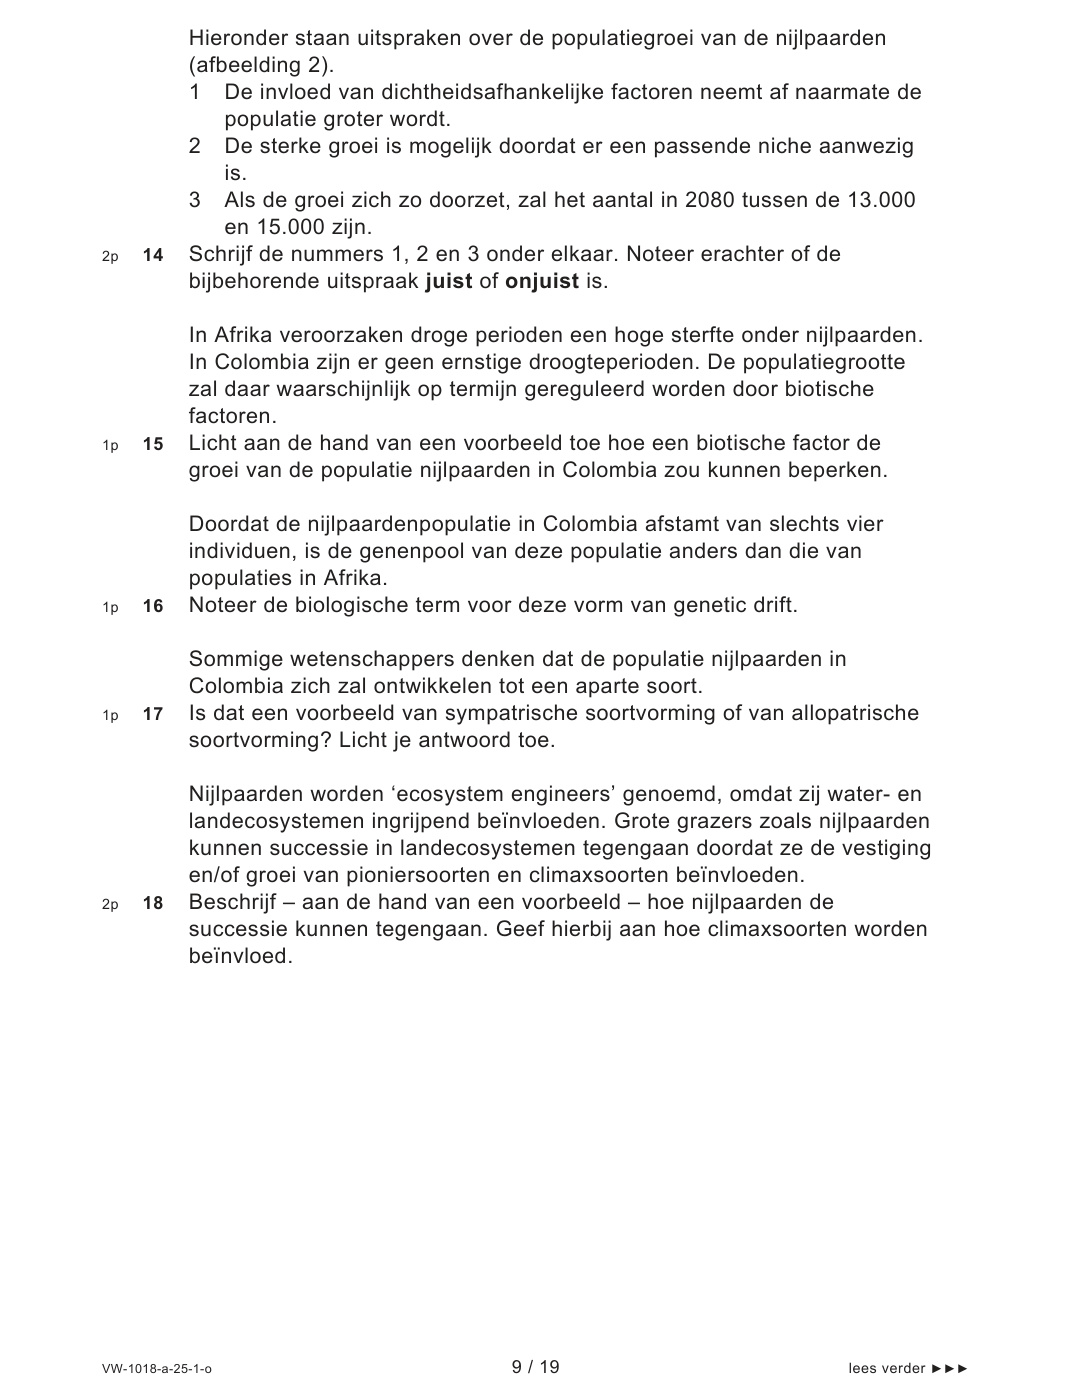 Hieronder staan uitspraken over de populatiegroei van de nijlpaarden
(afbeelding 2).
1 De invloed van dichtheidsafhankelijke factoren neemt af naarmate de
populatie groter wordt.
2 De sterke groei is mogelijk doordat er een passende niche aanwezig
is.
3 Als de groei zich zo doorzet, zal het aantal in 2080 tussen de 13.000
en 15.000 zijn.
2p 14 Schrijf de nummers 1, 2 en 3 onder elkaar. Noteer erachter of de
bijbehorende uitspraak juist of onjuist is.
In Afrika veroorzaken droge perioden een hoge sterfte onder nijlpaarden.
In Colombia zijn er geen ernstige droogteperioden. De populatiegrootte
zal daar waarschijnlijk op termijn gereguleerd worden door biotische
factoren.
1p 15 Licht aan de hand van een voorbeeld toe hoe een biotische factor de
groei van de populatie nijlpaarden in Colombia zou kunnen beperken.
Doordat de nijlpaardenpopulatie in Colombia afstamt van slechts vier
individuen, is de genenpool van deze populatie anders dan die van
populaties in Afrika.
1p 16 Noteer de biologische term voor deze vorm van genetic drift.
Sommige wetenschappers denken dat de populatie nijlpaarden in
Colombia zich zal ontwikkelen tot een aparte soort.
1p 17 Is dat een voorbeeld van sympatrische soortvorming of van allopatrische
soortvorming? Licht je antwoord toe.
Nijlpaarden worden ‘ecosystem engineers’ genoemd, omdat zij water- en
landecosystemen ingrijpend beïnvloeden. Grote grazers zoals nijlpaarden
kunnen successie in landecosystemen tegengaan doordat ze de vestiging
en/of groei van pioniersoorten en climaxsoorten beïnvloeden.
2p 18 Beschrijf – aan de hand van een voorbeeld – hoe nijlpaarden de
successie kunnen tegengaan. Geef hierbij aan hoe climaxsoorten worden
beïnvloed.
VW-1018-a-25-1-o 9 / 19 lees verder ►►►